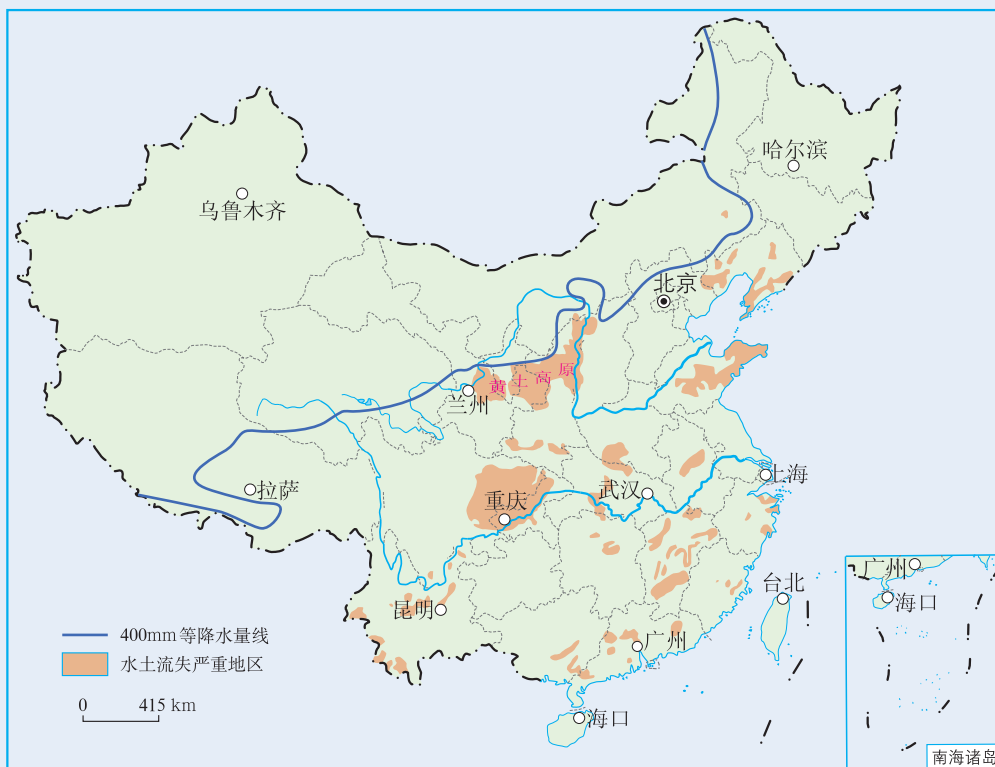 哈尔滨
乌鲁木齐
北京
黄土高原
兰州
拉萨
重庆
武汉
上海
昆明
台北
广州
海口
广州
海口
400mm等降水量线
水土流失严重地区
0 415 km
南海诸岛